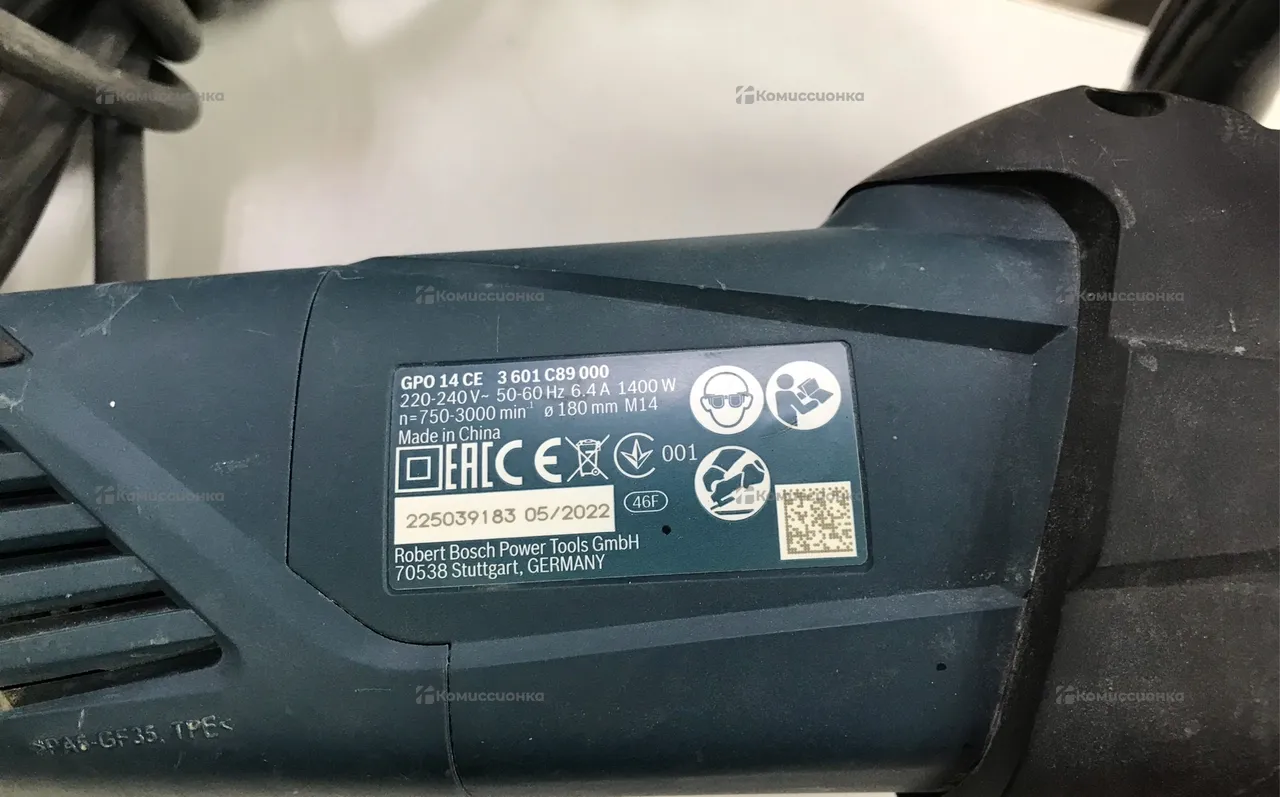 Комиссионка
Комиссионка
Комиссионка
Комиссионка
GPO 14 CE 3 601 C89 000
220-240 V~ 50-60 Hz 6.4 A 1400 W
n=750-3000 min⁻¹ ø 180 mm M14
Made in China
EAC CE 001
Комиссионка
Комиссионка
225039183 05/2022 46F
Robert Bosch Power Tools GmbH
70538 Stuttgart, GERMANY
Комиссионка
Комиссионка
>PA6-GF35. TPE<